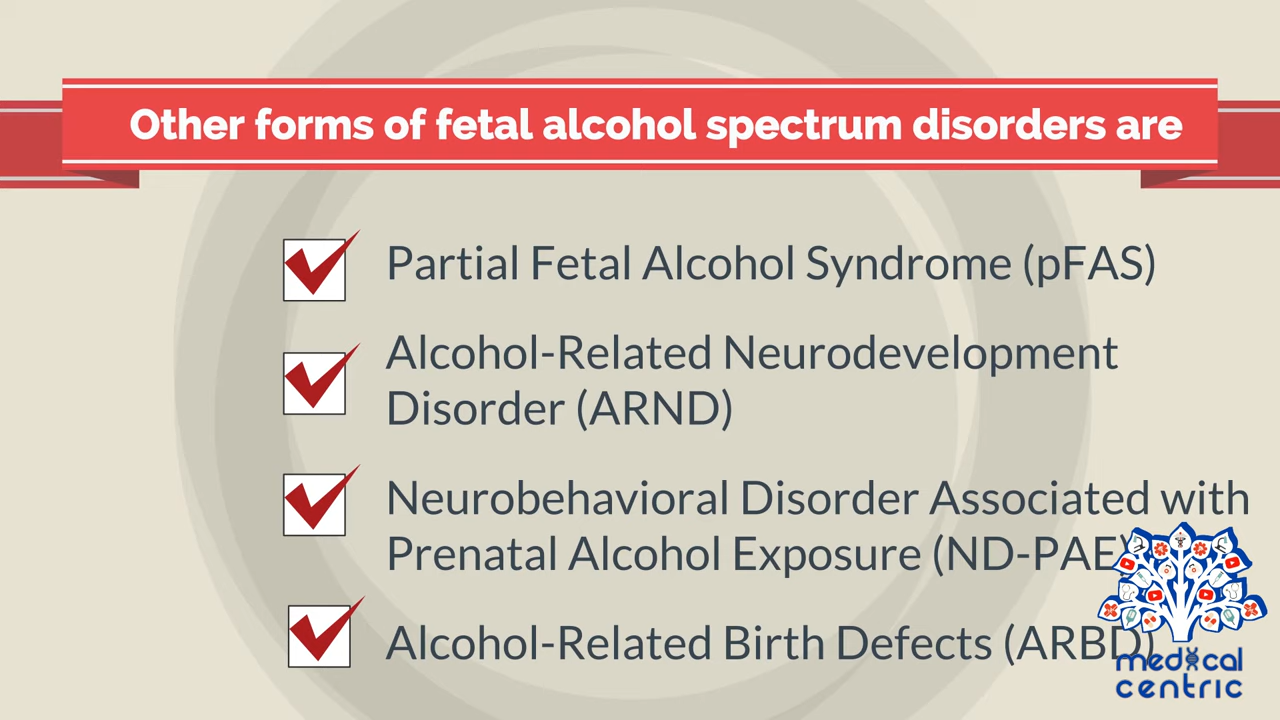 Other forms of fetal alcohol spectrum disorders are
Partial Fetal Alcohol Syndrome (pFAS)
Alcohol-Related Neurodevelopment
Disorder (ARND)
Neurobehavioral Disorder Associated with
Prenatal Alcohol Exposure (ND-PAE)
Alcohol-Related Birth Defects (ARBD)
medical
centric